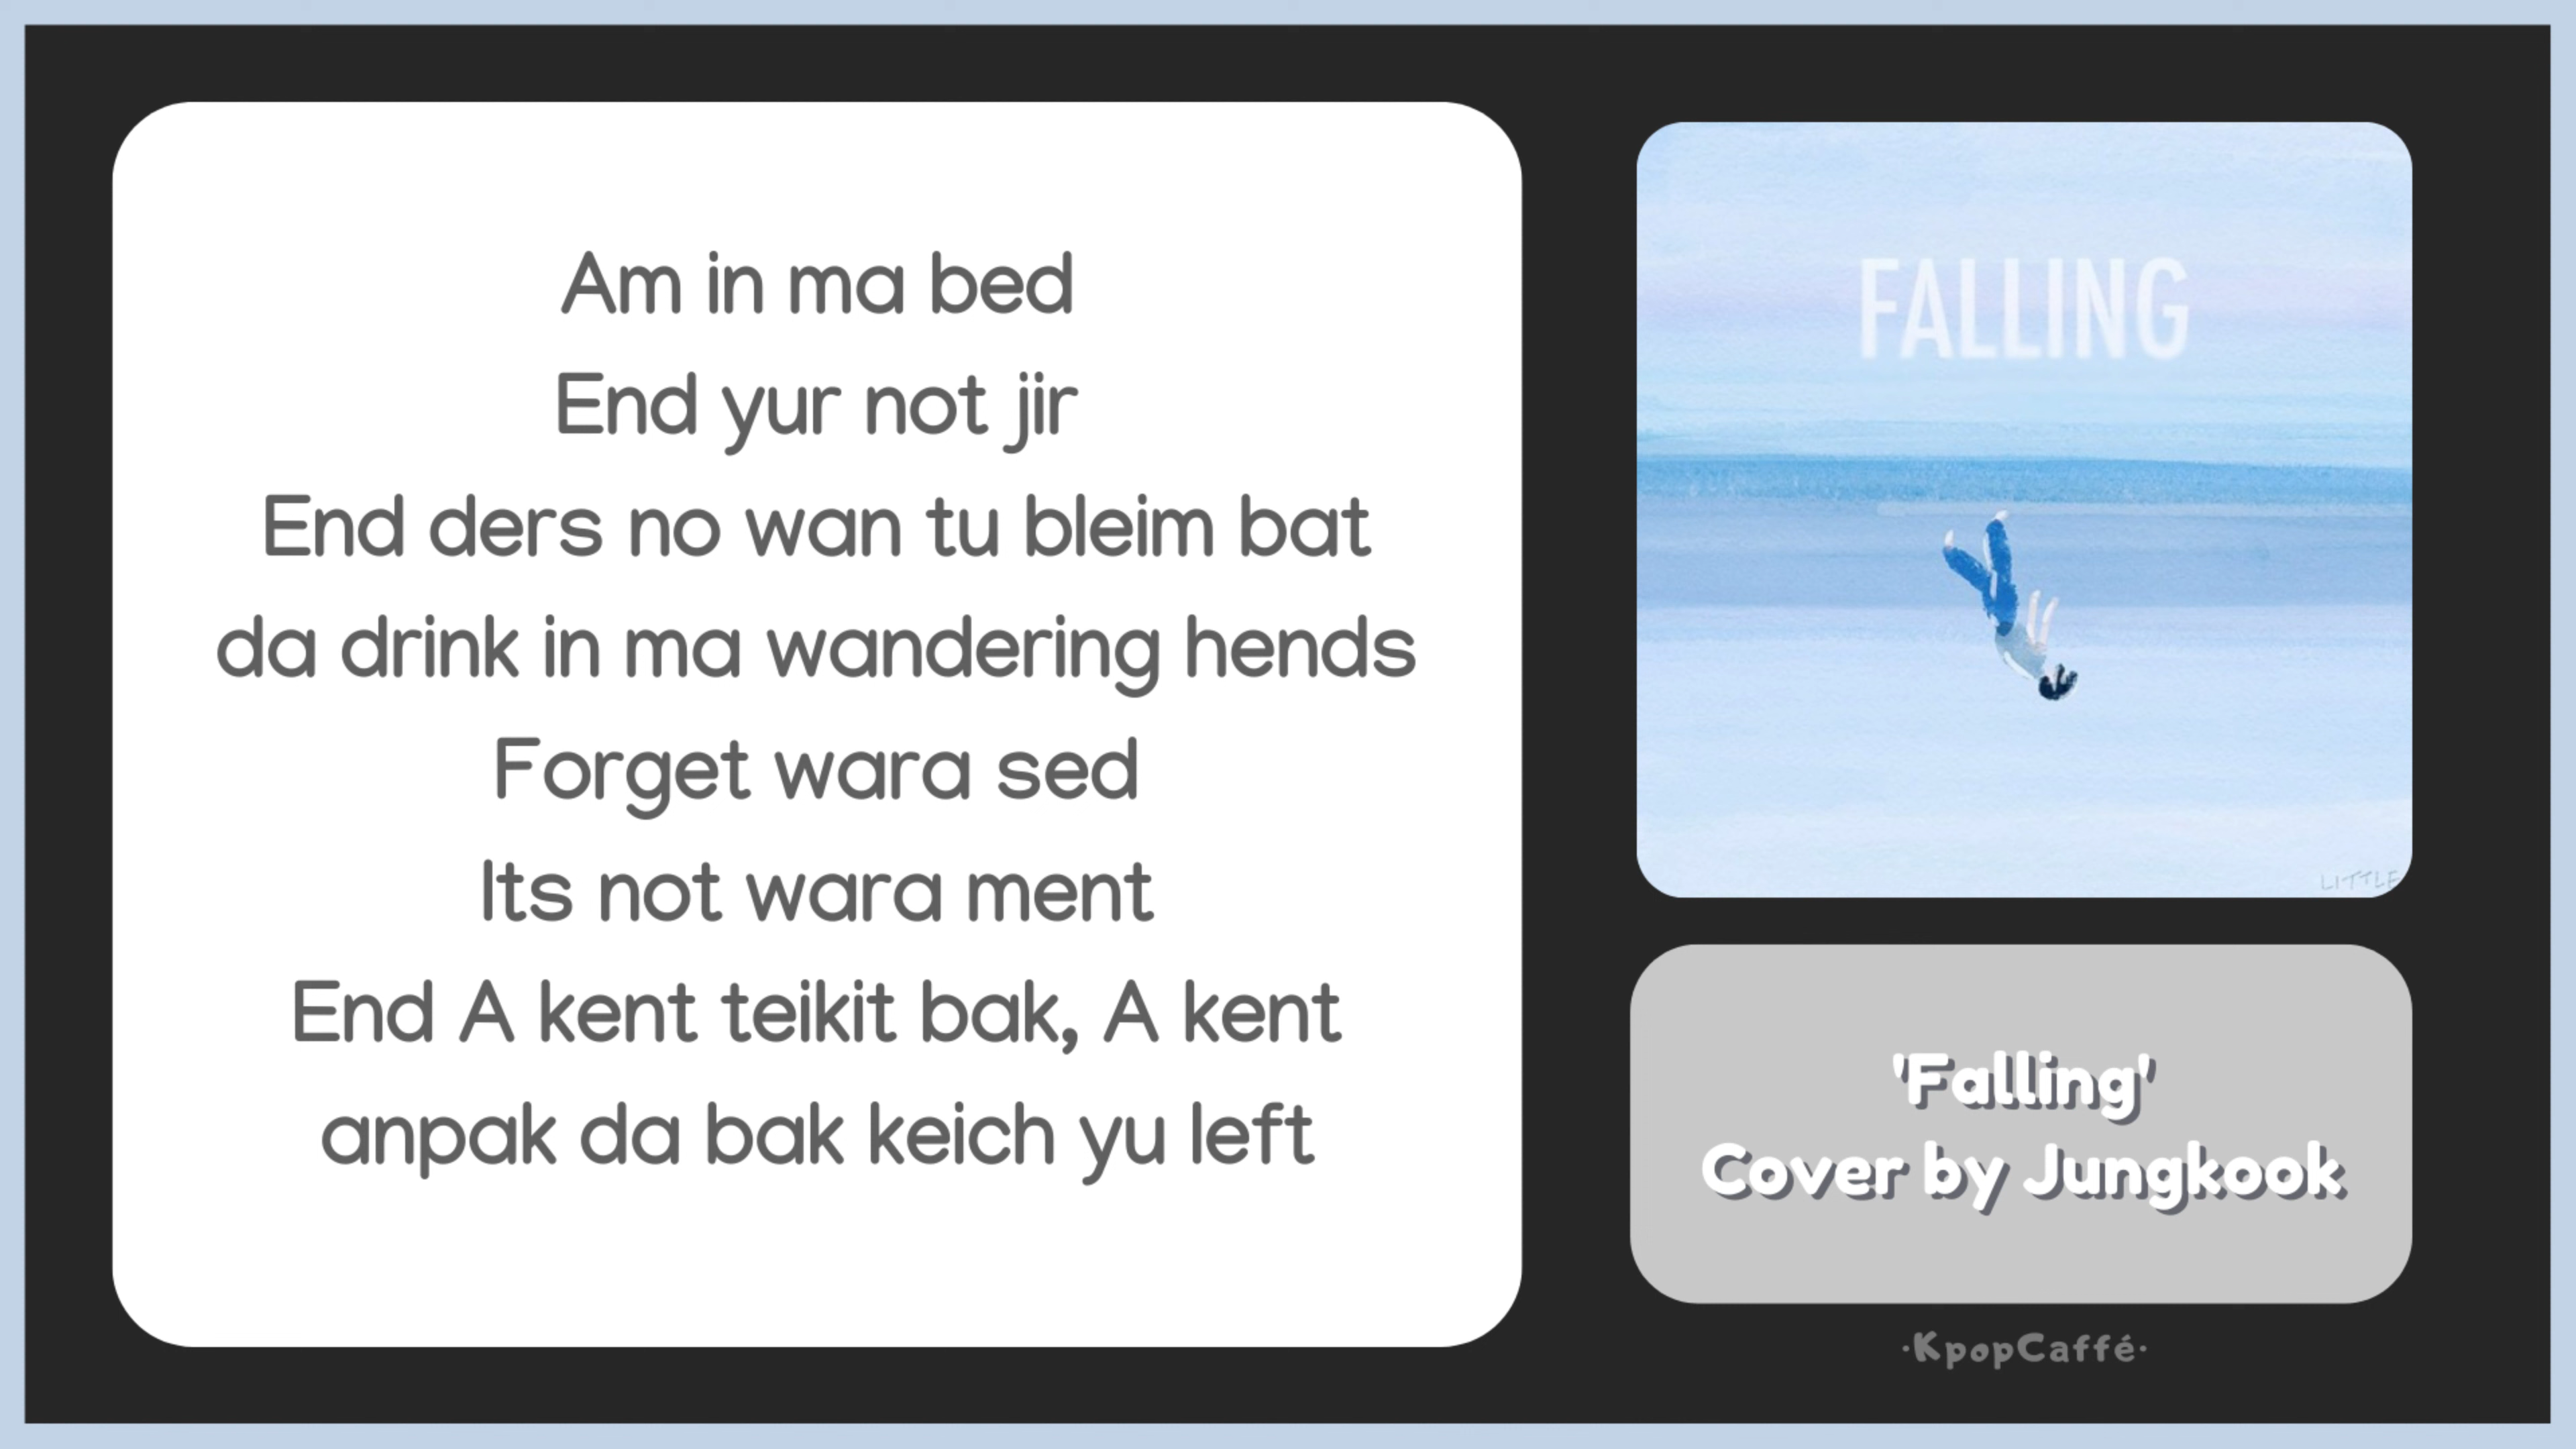 Am in ma bed
End yur not jir
End ders no wan tu bleim bat
da drink in ma wandering hends
Forget wara sed
Its not wara ment
End A kent teikit bak, A kent
anpak da bak keich yu left
FALLING
LITTLE
'Falling'
Cover by Jungkook
·KpopCaffé·